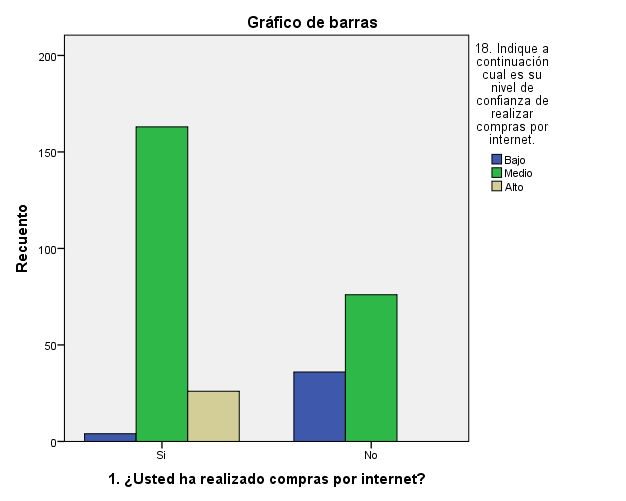 Gráfico de barras
200
150
100
50
0
Recuento
Si
No
1. ¿Usted ha realizado compras por internet?
18. Indique a
continuación
cual es su
nivel de
confianza de
realizar
compras por
internet.
Bajo
Medio
Alto